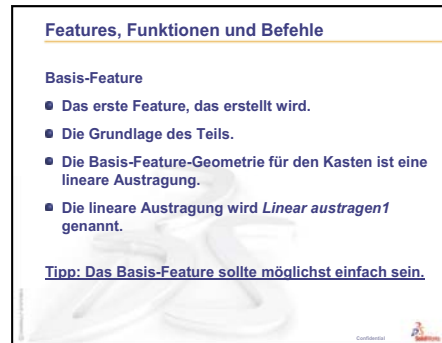 Features, Funktionen und Befehle
Basis-Feature
Das erste Feature, das erstellt wird.
Die Grundlage des Teils.
Die Basis-Feature-Geometrie für den Kasten ist eine
lineare Austragung.
Die lineare Austragung wird Linear austragen1
genannt.
Tipp: Das Basis-Feature sollte möglichst einfach sein.
Confidential
SolidWorks